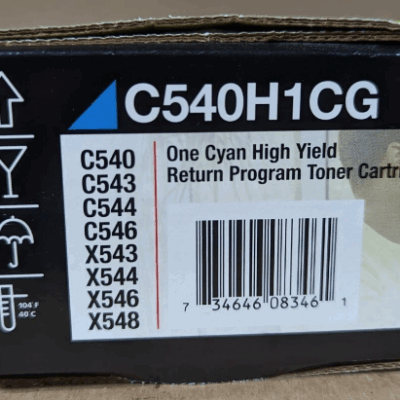 C540H1CG
C540
C543
C544
C546
X543
X544
X546
X548
One Cyan High Yield
Return Program Toner Cartri
7 34646 08346 1
104°F
40°C